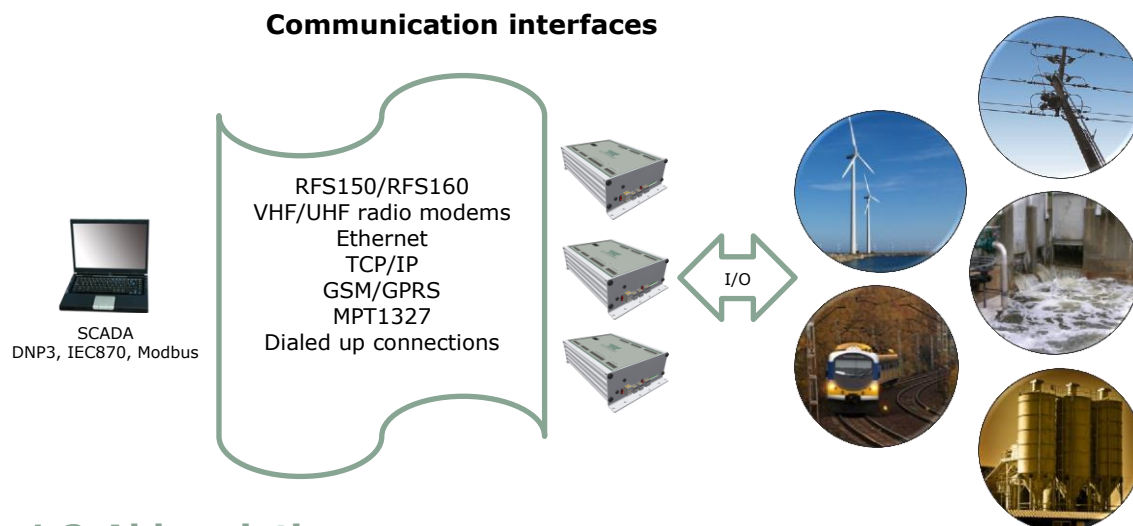 Communication interfaces
RFS150/RFS160
VHF/UHF radio modems
Ethernet
TCP/IP
GSM/GPRS
MPT1327
Dialed up connections
SCADA
DNP3, IEC870, Modbus
I/O